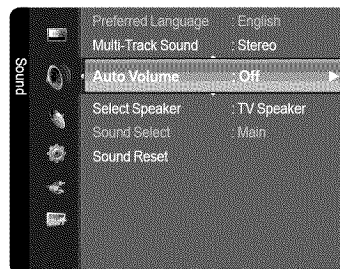 Sound
Preferred Language : English
Multi-Track Sound : Stereo
Auto Volume : Off
Select Speaker : TV Speaker
Sound Select : Main
Sound Reset